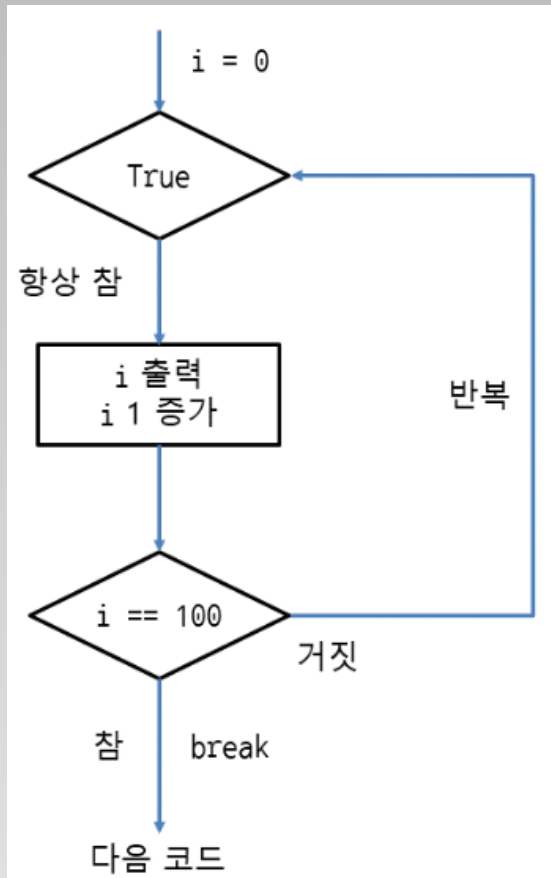 i = 0
True
항상 참
i 출력
i 1 증가
반복
i == 100
거짓
참
break
다음 코드